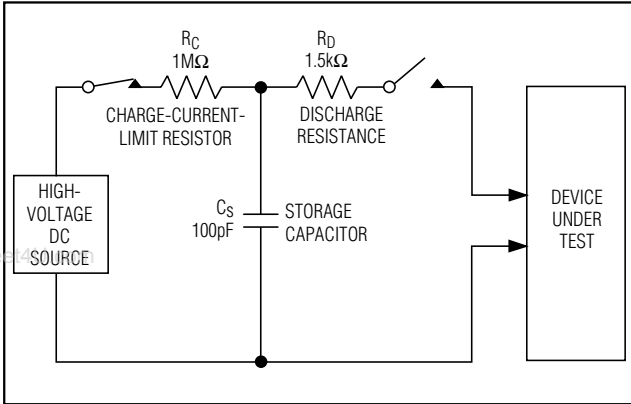 R_C
1MΩ
CHARGE-CURRENT-
LIMIT RESISTOR
R_D
1.5kΩ
DISCHARGE
RESISTANCE
HIGH-
VOLTAGE
DC
SOURCE
C_S
100pF
STORAGE
CAPACITOR
DEVICE
UNDER
TEST